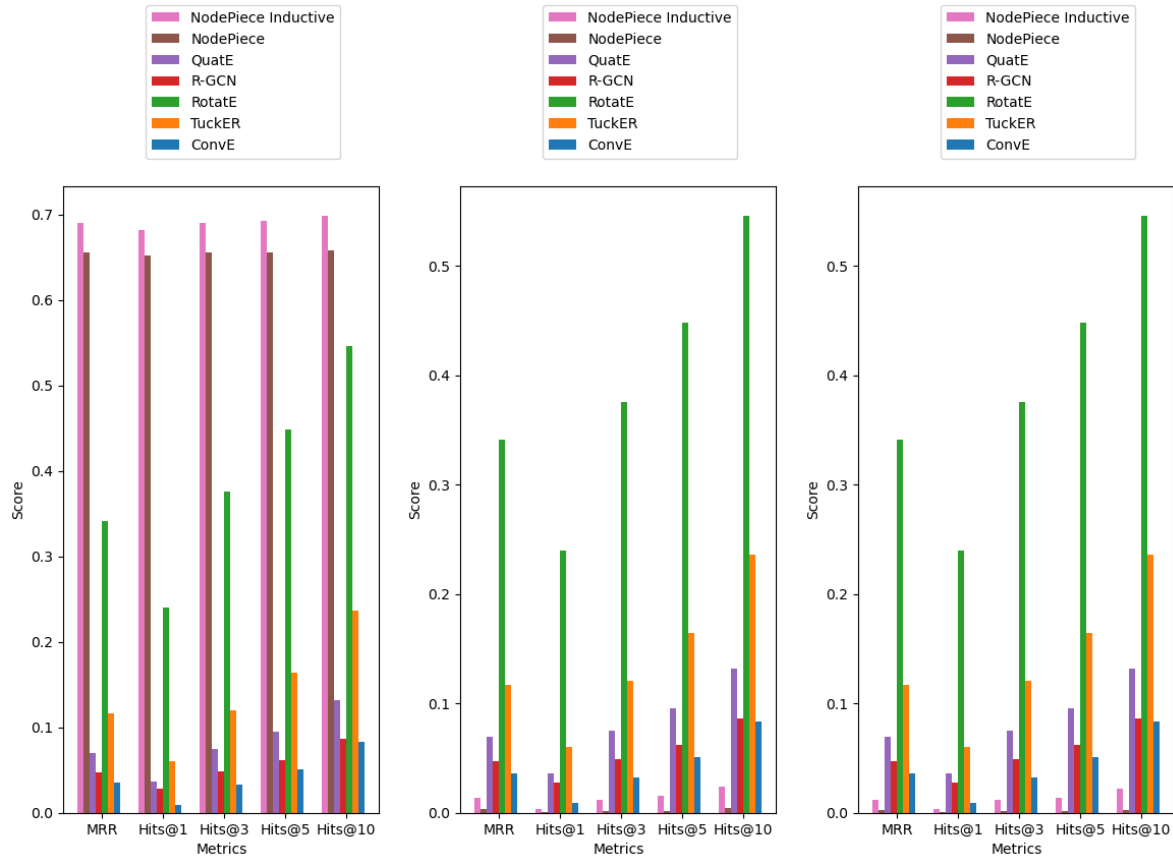 NodePiece Inductive
NodePiece
QuatE
R-GCN
RotatE
TuckER
ConvE
0.7
0.6
0.5
0.4
0.3
0.2
0.1
0.0
Score
MRR Hits@1 Hits@3 Hits@5 Hits@10
Metrics
NodePiece Inductive
NodePiece
QuatE
R-GCN
RotatE
TuckER
ConvE
0.5
0.4
0.3
0.2
0.1
0.0
Score
MRR Hits@1 Hits@3 Hits@5 Hits@10
Metrics
NodePiece Inductive
NodePiece
QuatE
R-GCN
RotatE
TuckER
ConvE
0.5
0.4
0.3
0.2
0.1
0.0
Score
MRR Hits@1 Hits@3 Hits@5 Hits@10
Metrics